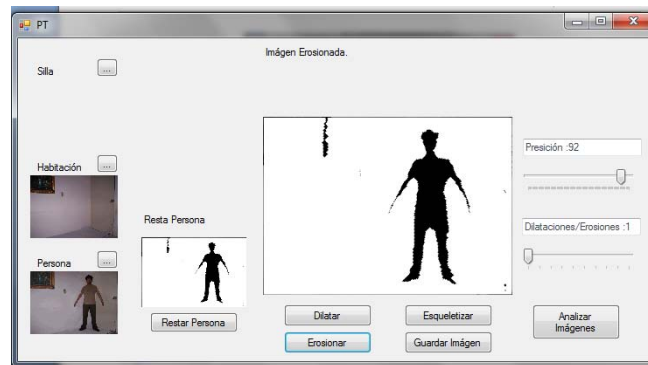 PT
Imágen Erosionada.
Silla
...
Habitación
...
Presición :92
Resta Persona
Dilataciones/Erosiones :1
Persona
...
Restar Persona
Dilatar
Esqueletizar
Analizar
Imágenes
Erosionar
Guardar Imágen